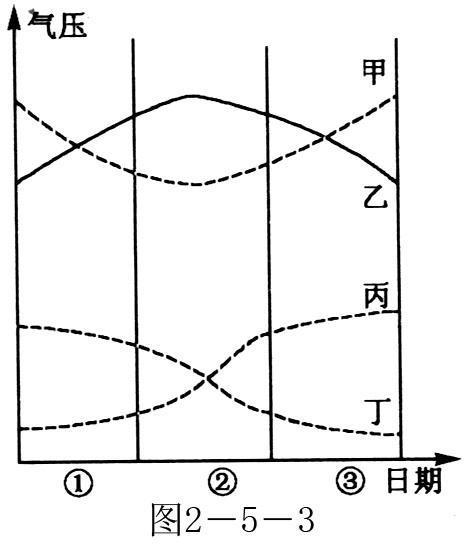 气压
甲
乙
丙
丁
① ② ③ 日期
图2-5-3